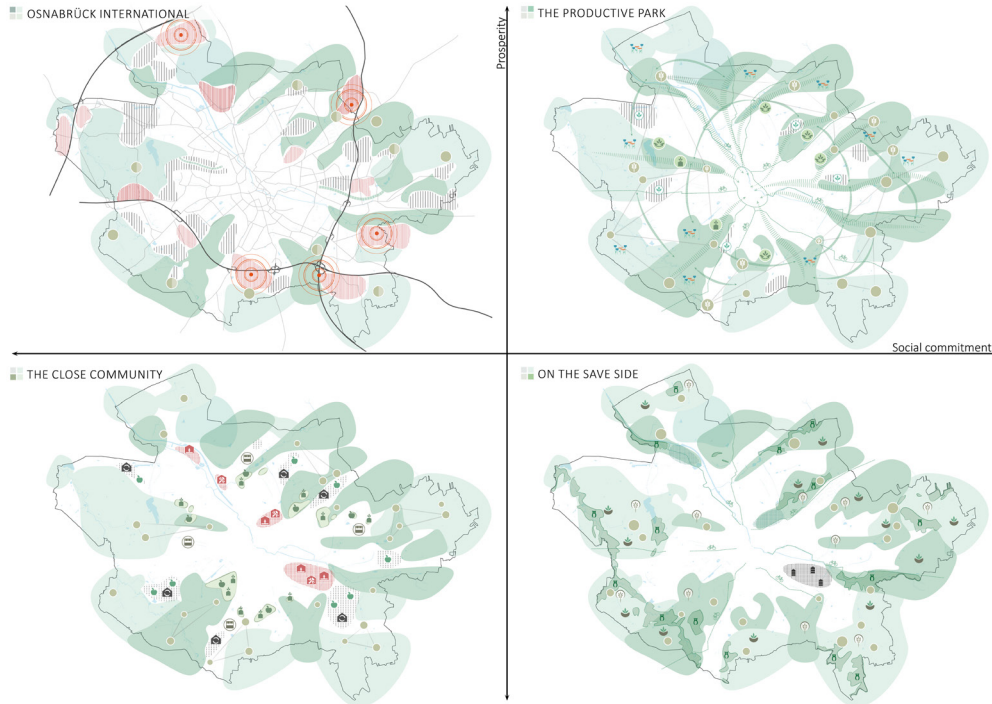 OSNABRÜCK INTERNATIONAL
Prosperity
THE PRODUCTIVE PARK
Social commitment
THE CLOSE COMMUNITY
ON THE SAVE SIDE